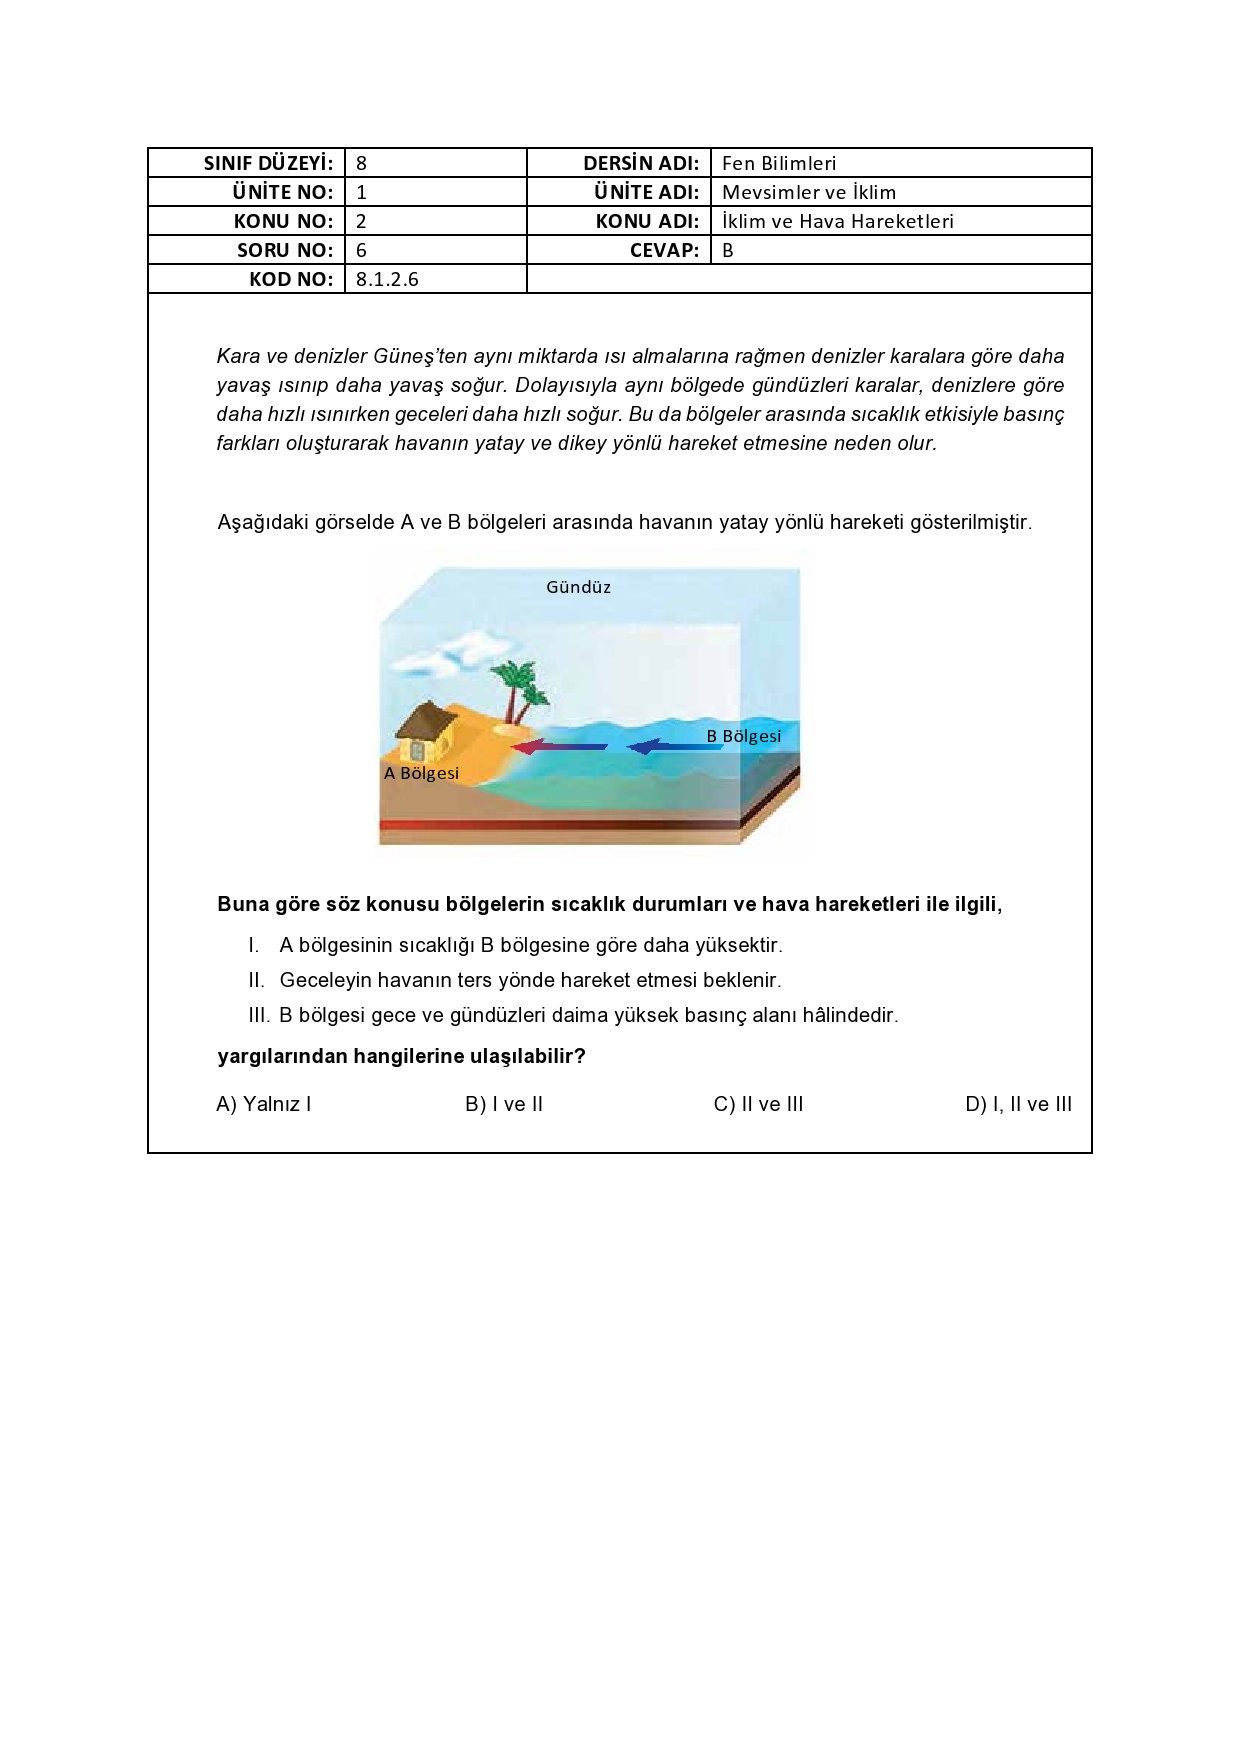 SINIF DÜZEYİ: 8 DERSİN ADI: Fen Bilimleri
ÜNİTE NO: 1 ÜNİTE ADI: Mevsimler ve İklim
KONU NO: 2 KONU ADI: İklim ve Hava Hareketleri
SORU NO: 6 CEVAP: B
KOD NO: 8.1.2.6
Kara ve denizler Güneş’ten aynı miktarda ısı almalarına rağmen denizler karalara göre daha
yavaş ısınıp daha yavaş soğur. Dolayısıyla aynı bölgede gündüzleri karalar, denizlere göre
daha hızlı ısınırken geceleri daha hızlı soğur. Bu da bölgeler arasında sıcaklık etkisiyle basınç
farkları oluşturarak havanın yatay ve dikey yönlü hareket etmesine neden olur.
Aşağıdaki görselde A ve B bölgeleri arasında havanın yatay yönlü hareketi gösterilmiştir.
Gündüz
B Bölgesi
A Bölgesi
Buna göre söz konusu bölgelerin sıcaklık durumları ve hava hareketleri ile ilgili,
I. A bölgesinin sıcaklığı B bölgesine göre daha yüksektir.
II. Geceleyin havanın ters yönde hareket etmesi beklenir.
III. B bölgesi gece ve gündüzleri daima yüksek basınç alanı hâlindedir.
yargılarından hangilerine ulaşılabilir?
A) Yalnız I B) I ve II C) II ve III D) I, II ve III